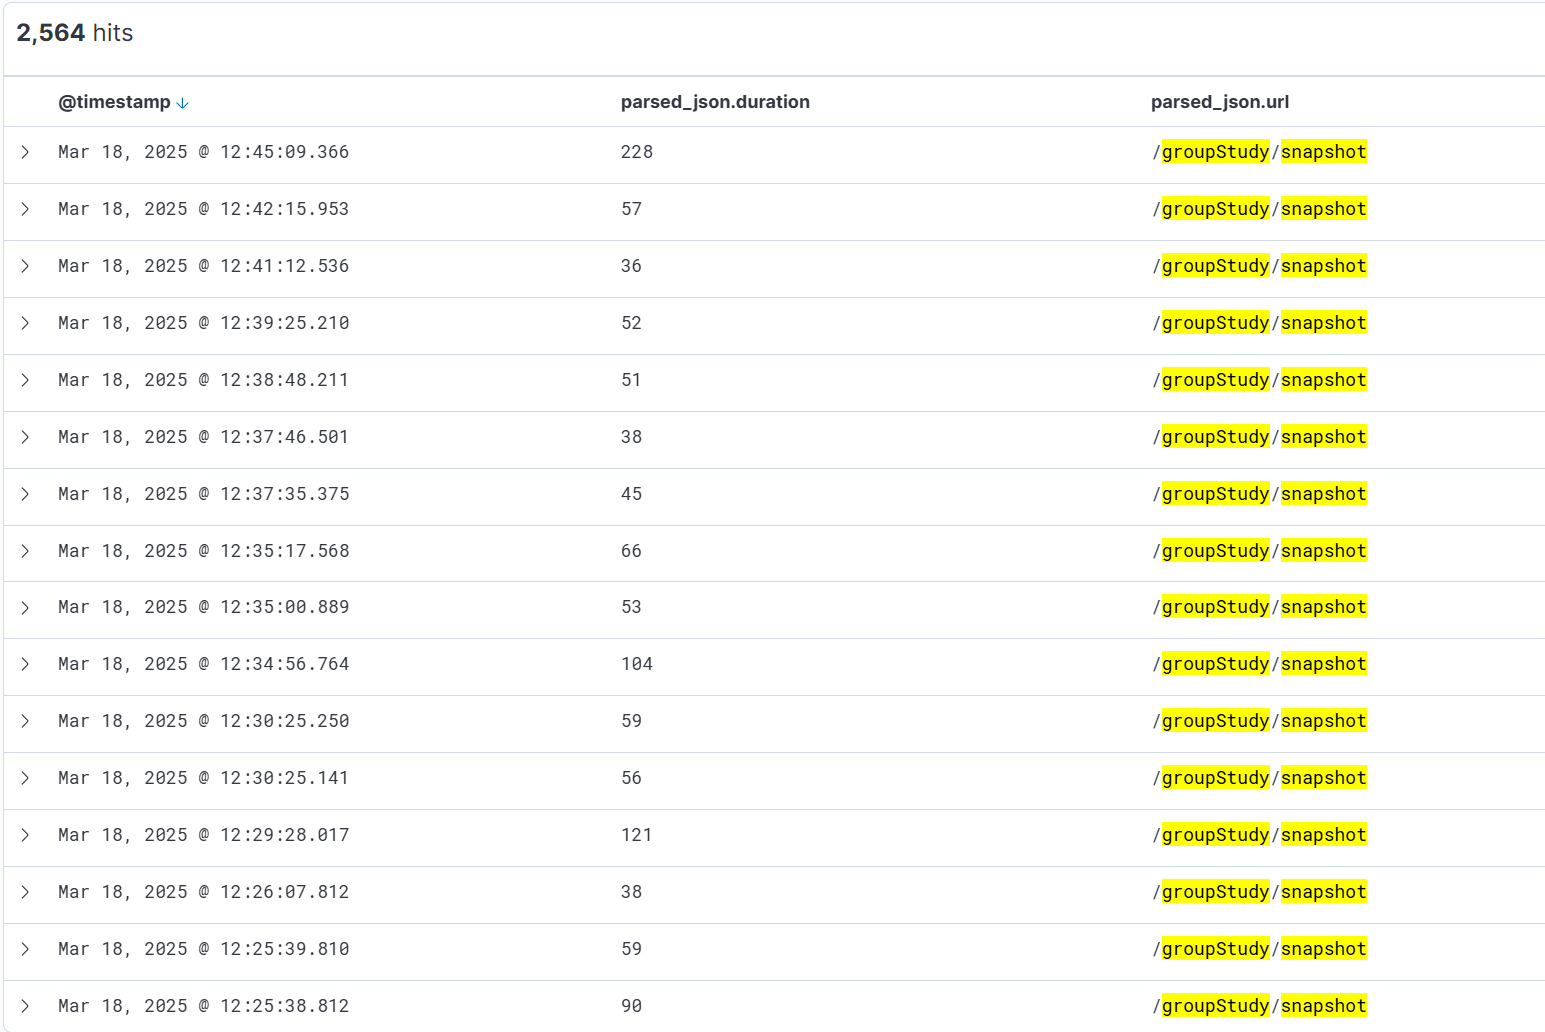 2,564 hits
@timestamp parsed_json.duration parsed_json.url
Mar 18, 2025 @ 12:45:09.366 228 /groupStudy/snapshot
Mar 18, 2025 @ 12:42:15.953 57 /groupStudy/snapshot
Mar 18, 2025 @ 12:41:12.536 36 /groupStudy/snapshot
Mar 18, 2025 @ 12:39:25.210 52 /groupStudy/snapshot
Mar 18, 2025 @ 12:38:48.211 51 /groupStudy/snapshot
Mar 18, 2025 @ 12:37:46.501 38 /groupStudy/snapshot
Mar 18, 2025 @ 12:37:35.375 45 /groupStudy/snapshot
Mar 18, 2025 @ 12:35:17.568 66 /groupStudy/snapshot
Mar 18, 2025 @ 12:35:00.889 53 /groupStudy/snapshot
Mar 18, 2025 @ 12:34:56.764 104 /groupStudy/snapshot
Mar 18, 2025 @ 12:30:25.250 59 /groupStudy/snapshot
Mar 18, 2025 @ 12:30:25.141 56 /groupStudy/snapshot
Mar 18, 2025 @ 12:29:28.017 121 /groupStudy/snapshot
Mar 18, 2025 @ 12:26:07.812 38 /groupStudy/snapshot
Mar 18, 2025 @ 12:25:39.810 59 /groupStudy/snapshot
Mar 18, 2025 @ 12:25:38.812 90 /groupStudy/snapshot